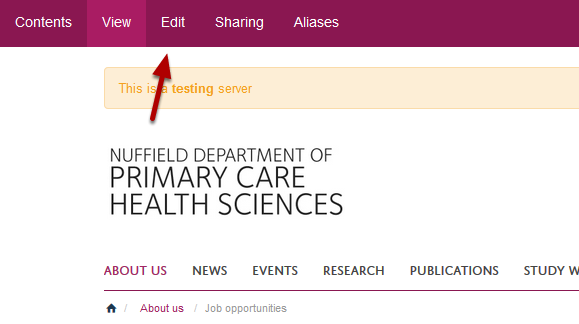 Contents View Edit Sharing Aliases
This is a testing server
NUFFIELD DEPARTMENT OF
PRIMARY CARE
HEALTH SCIENCES
ABOUT US NEWS EVENTS RESEARCH PUBLICATIONS STUDY W
/ About us / Job opportunities